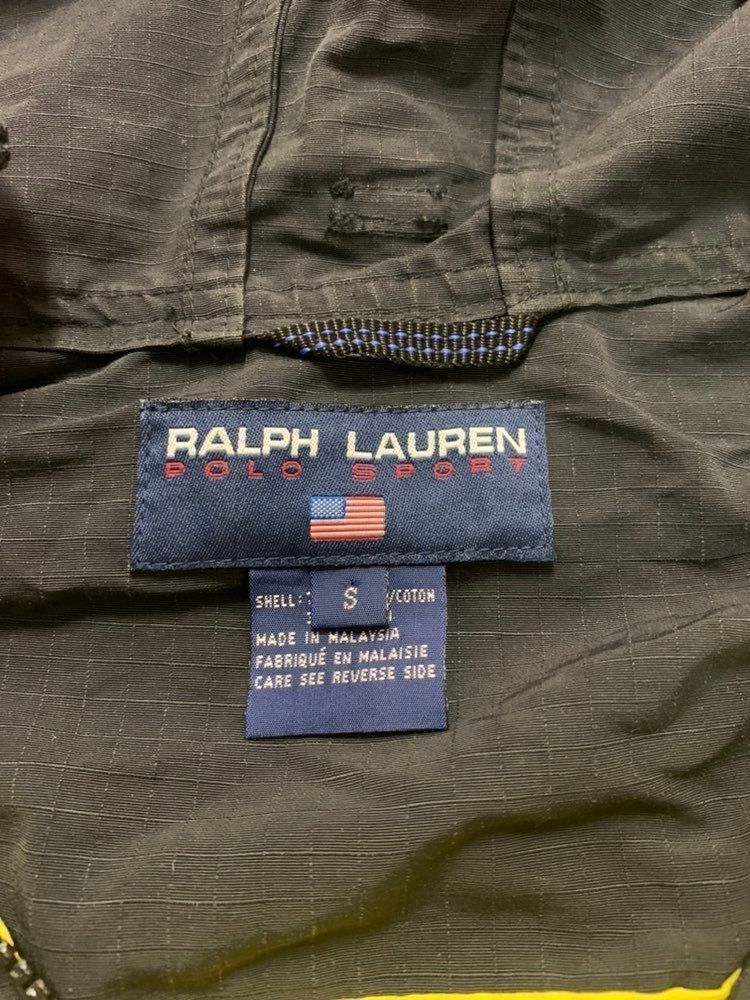 RALPH LAUREN
POLO SPORT
S
SHELL: /COTON
MADE IN MALAYSIA
FABRIQUÉ EN MALAISIE
CARE SEE REVERSE SIDE